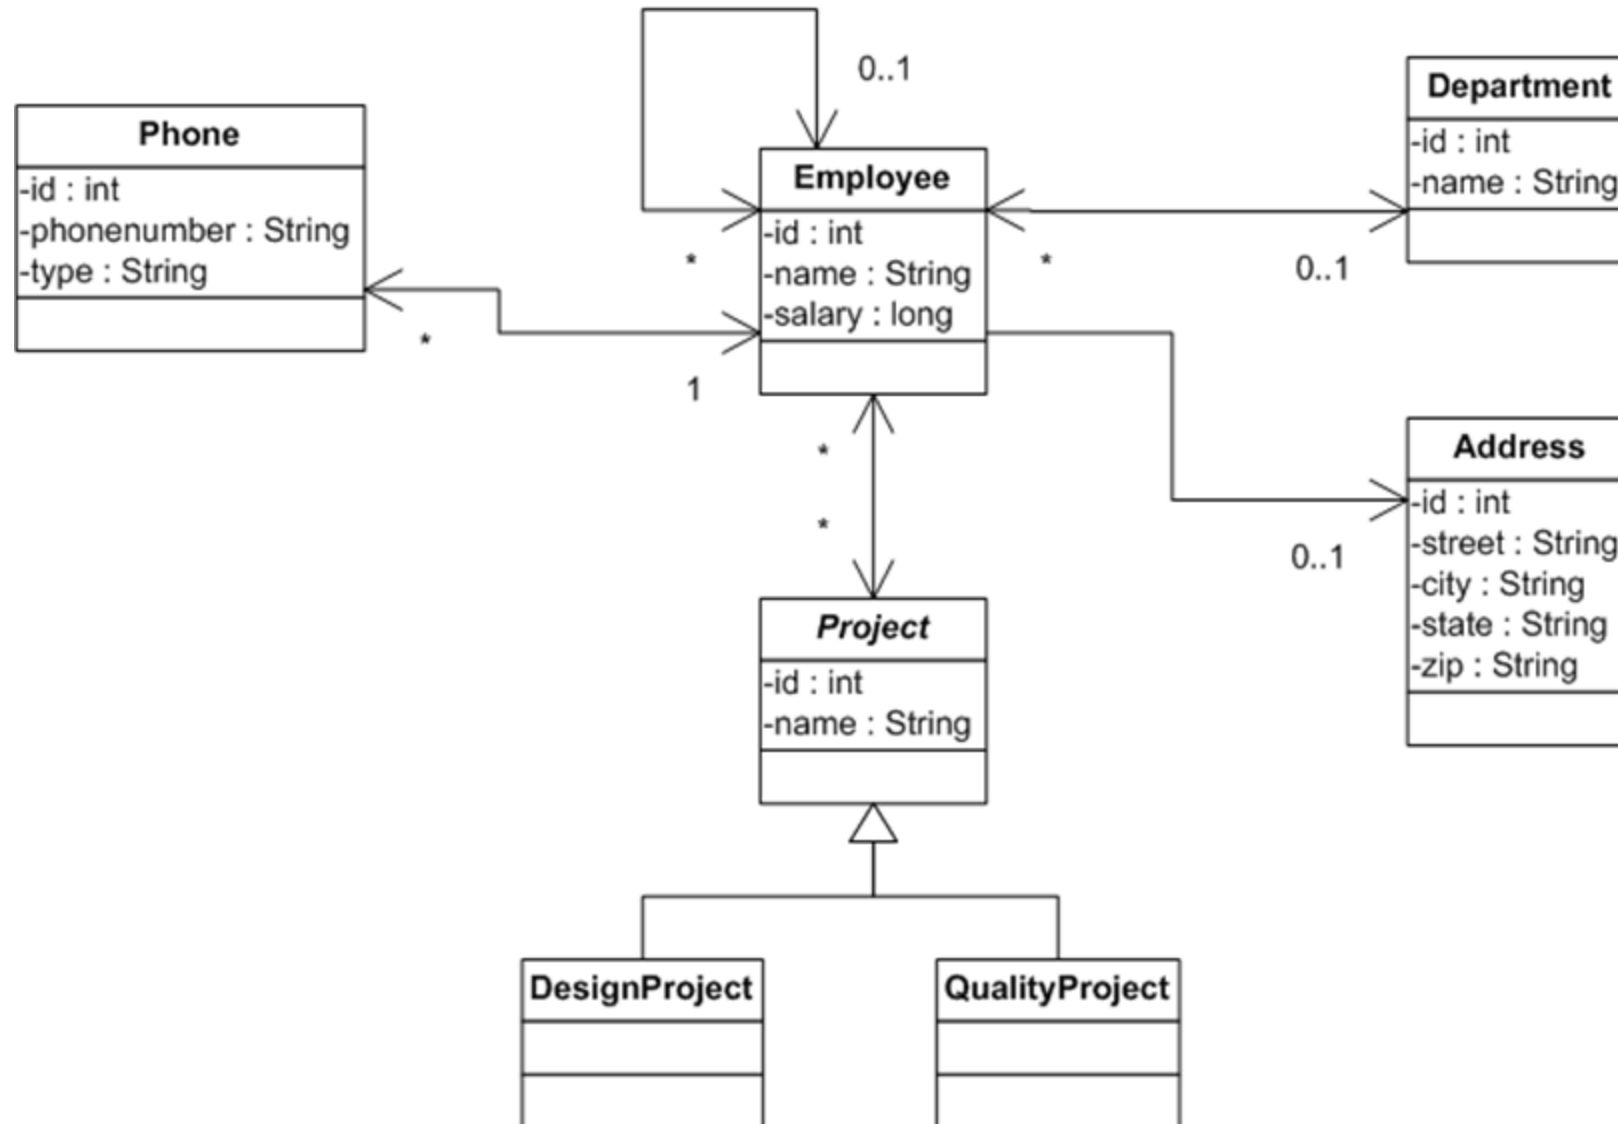 0..1
Phone
-id : int
-phonenumber : String
-type : String
*
1
Employee
-id : int
-name : String
-salary : long
*
*
0..1
Department
-id : int
-name : String
0..1
Address
-id : int
-street : String
-city : String
-state : String
-zip : String
*
*
Project
-id : int
-name : String
DesignProject
QualityProject